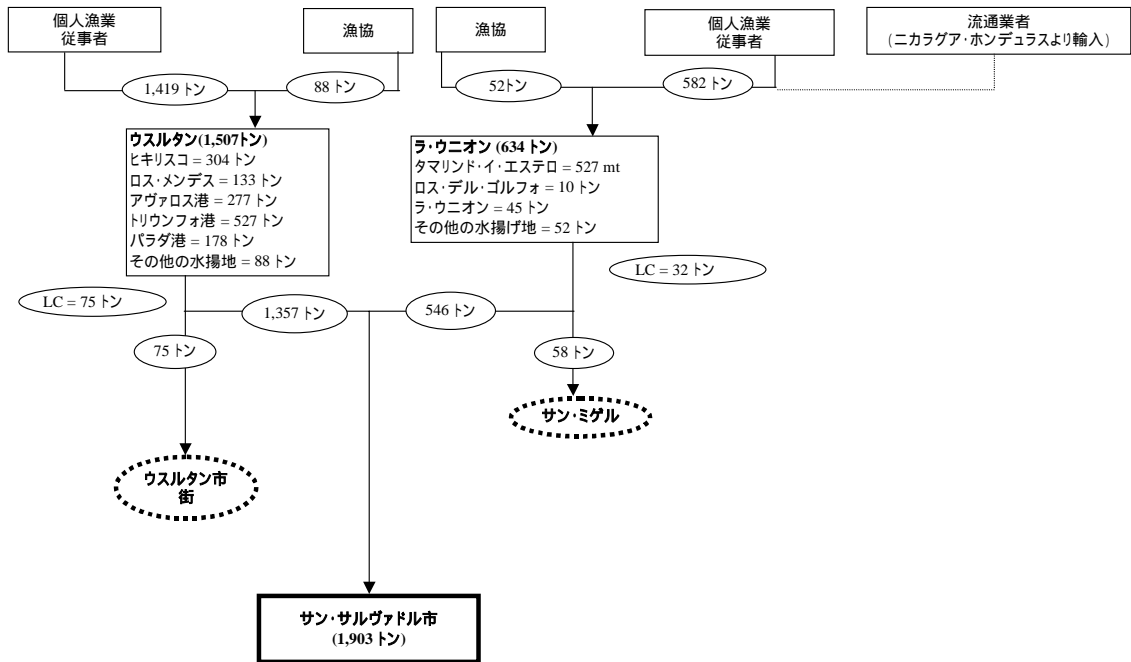 個人漁業
従事者
漁協
漁協
個人漁業
従事者
流通業者
(ニカラグア・ホンデュラスより輸入)
1,419 トン
88 トン
52トン
582 トン
ウスルタン(1,507トン)
ヒキリスコ = 304 トン
ロス・メンデス = 133 トン
アヴァロス港 = 277 トン
トリウンフォ港 = 527 トン
パラダ港 = 178 トン
その他の水揚地 = 88 トン
ラ・ウニオン (634 トン)
タマリンド・イ・エステロ = 527 mt
ロス・デル・ゴルフォ = 10 トン
ラ・ウニオン = 45 トン
その他の水揚げ地 = 52 トン
LC = 75 トン
LC = 32 トン
1,357 トン
546 トン
75 トン
58 トン
サン・ミゲル
ウスルタン市
街
サン・サルヴァドル市
(1,903 トン)